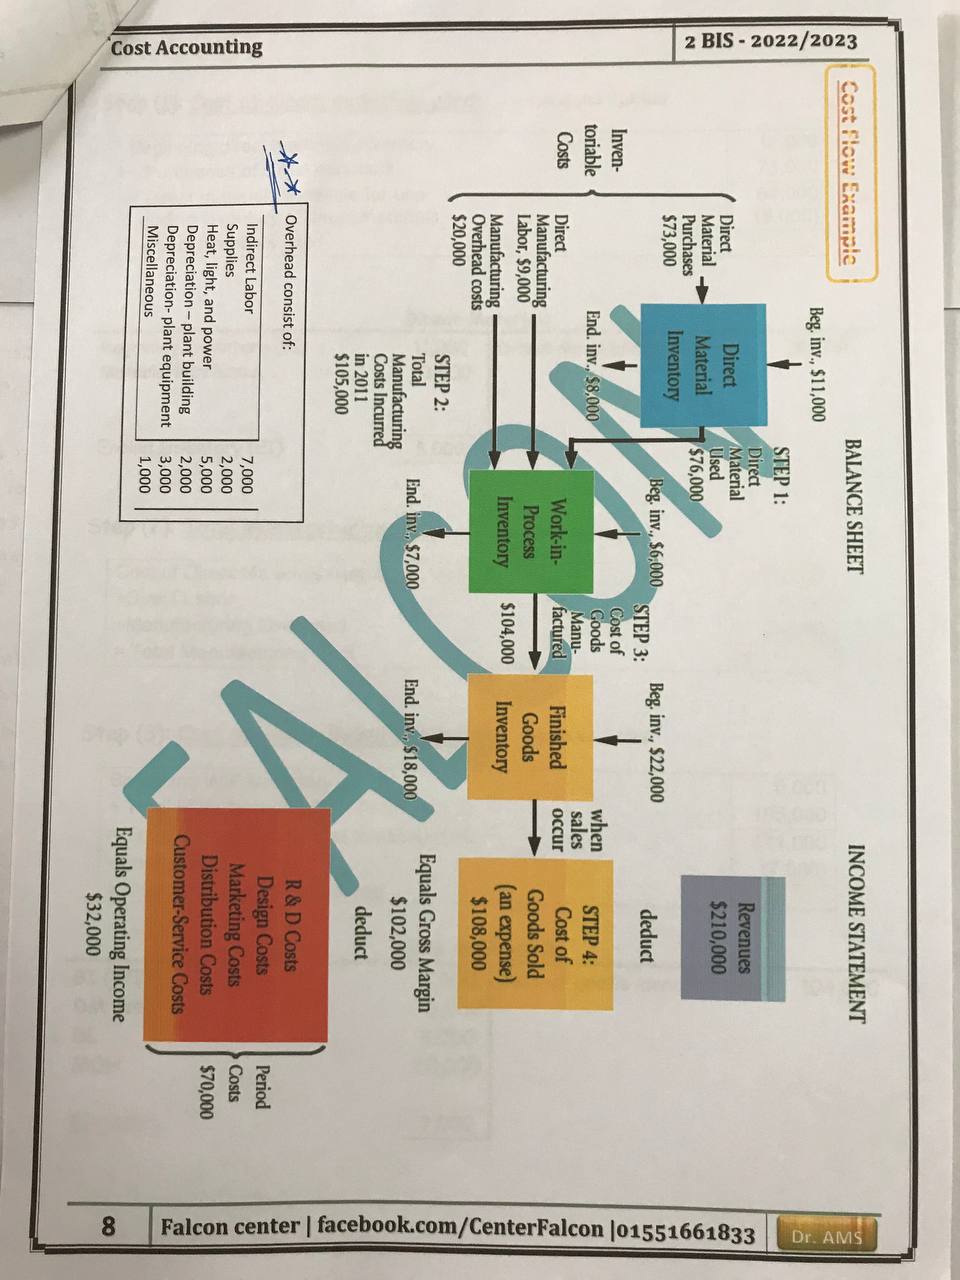 Cost Flow Example
BALANCE SHEET
INCOME STATEMENT
Beg. inv., $11,000
STEP 1:
Direct
Material
Used
$76,000
Direct
Material
Purchases
$73,000
Direct
Material
Inventory
End. inv., $8,000
Inven-
toriable
Costs
Direct
Manufacturing
Labor, $9,000
Manufacturing
Overhead costs
$20,000
STEP 2:
Total
Manufacturing
Costs Incurred
in 2011
$105,000
Beg. inv., $6,000
Work-in-
Process
Inventory
End. inv., $7,000
STEP 3:
Cost of
Goods
Manu-
factured
$104,000
Beg. inv., $22,000
Finished
Goods
Inventory
End. inv., $18,000
when
sales
occur
Revenues
$210,000
deduct
STEP 4:
Cost of
Goods Sold
(an expense)
$108,000
Equals Gross Margin
$102,000
deduct
R & D Costs
Design Costs
Marketing Costs
Distribution Costs
Customer-Service Costs
Period
Costs
$70,000
Equals Operating Income
$32,000
Overhead consist of:
Indirect Labor 7,000
Supplies 2,000
Heat, light, and power 5,000
Depreciation – plant building 2,000
Depreciation- plant equipment 3,000
Miscellaneous 1,000
2 BIS - 2022/2023
Cost Accounting
Dr. AMS
Falcon center | facebook.com/CenterFalcon |01551661833
8